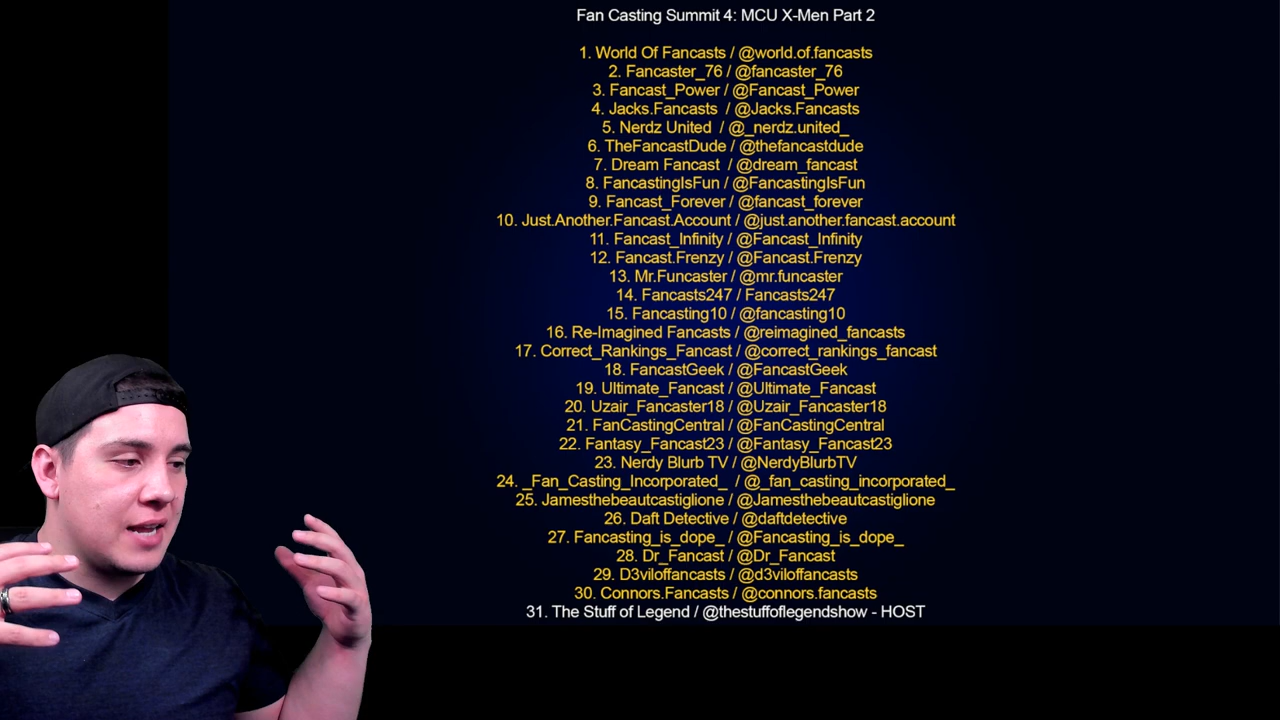 Fan Casting Summit 4: MCU X-Men Part 2
1. World Of Fancasts / @world.of.fancasts
2. Fancaster_76 / @fancaster_76
3. Fancast_Power / @Fancast_Power
4. Jacks.Fancasts / @Jacks.Fancasts
5. Nerdz United / @_nerdz.united_
6. TheFancastDude / @thefancastdude
7. Dream Fancast / @dream_fancast
8. FancastingIsFun / @FancastingIsFun
9. Fancast_Forever / @fancast_forever
10. Just.Another.Fancast.Account / @just.another.fancast.account
11. Fancast_Infinity / @Fancast_Infinity
12. Fancast.Frenzy / @Fancast.Frenzy
13. Mr.Funcaster / @mr.funcaster
14. Fancasts247 / Fancasts247
15. Fancasting10 / @fancasting10
16. Re-Imagined Fancasts / @reimagined_fancasts
17. Correct_Rankings_Fancast / @correct_rankings_fancast
18. FancastGeek / @FancastGeek
19. Ultimate_Fancast / @Ultimate_Fancast
20. Uzair_Fancaster18 / @Uzair_Fancaster18
21. FanCastingCentral / @FanCastingCentral
22. Fantasy_Fancast23 / @Fantasy_Fancast23
23. Nerdy Blurb TV / @NerdyBlurbTV
24. _Fan_Casting_Incorporated_ / @_fan_casting_incorporated_
25. Jamesthebeautcastiglione / @Jamesthebeautcastiglione
26. Daft Detective / @daftdetective
27. Fancasting_is_dope_ / @Fancasting_is_dope_
28. Dr_Fancast / @Dr_Fancast
29. D3viloffancasts / @d3viloffancasts
30. Connors.Fancasts / @connors.fancasts
31. The Stuff of Legend / @thestuffoflegendshow - HOST